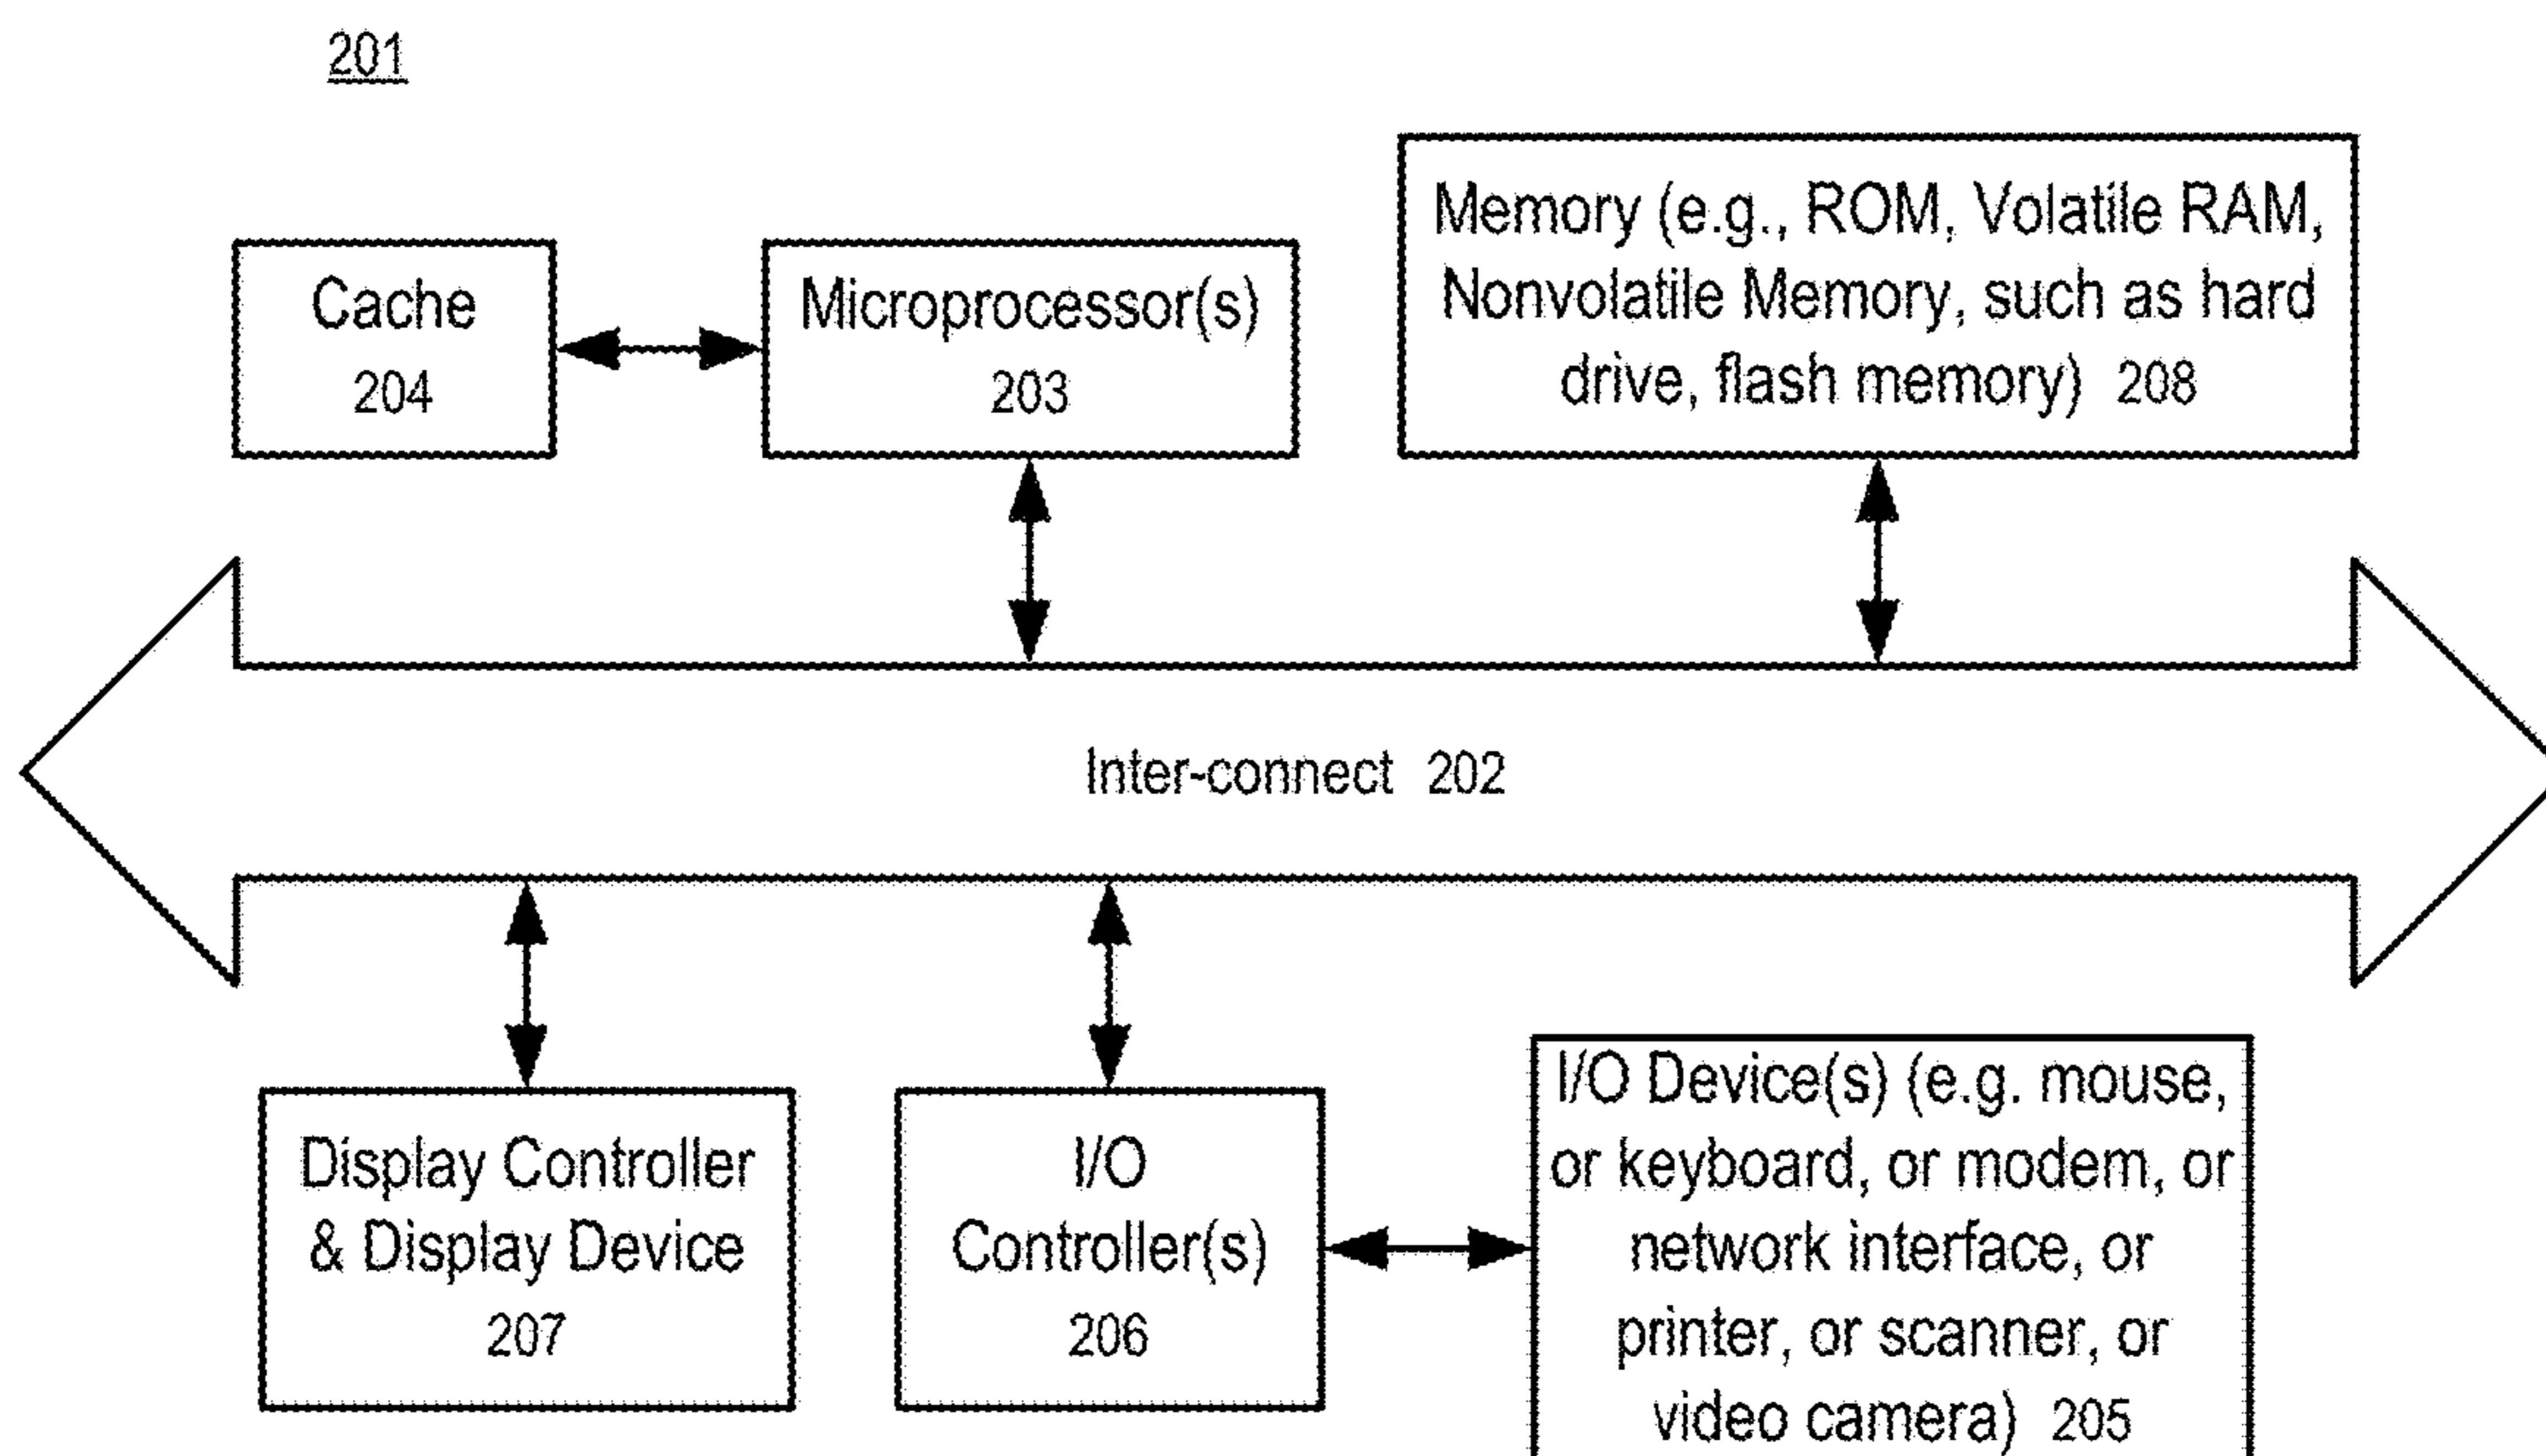 201
Cache
204
Microprocessor(s)
203
Memory (e.g., ROM, Volatile RAM,
Nonvolatile Memory, such as hard
drive, flash memory) 208
Inter-connect 202
Display Controller
& Display Device
207
I/O
Controller(s)
206
I/O Device(s) (e.g. mouse,
or keyboard, or modem, or
network interface, or
printer, or scanner, or
video camera) 205